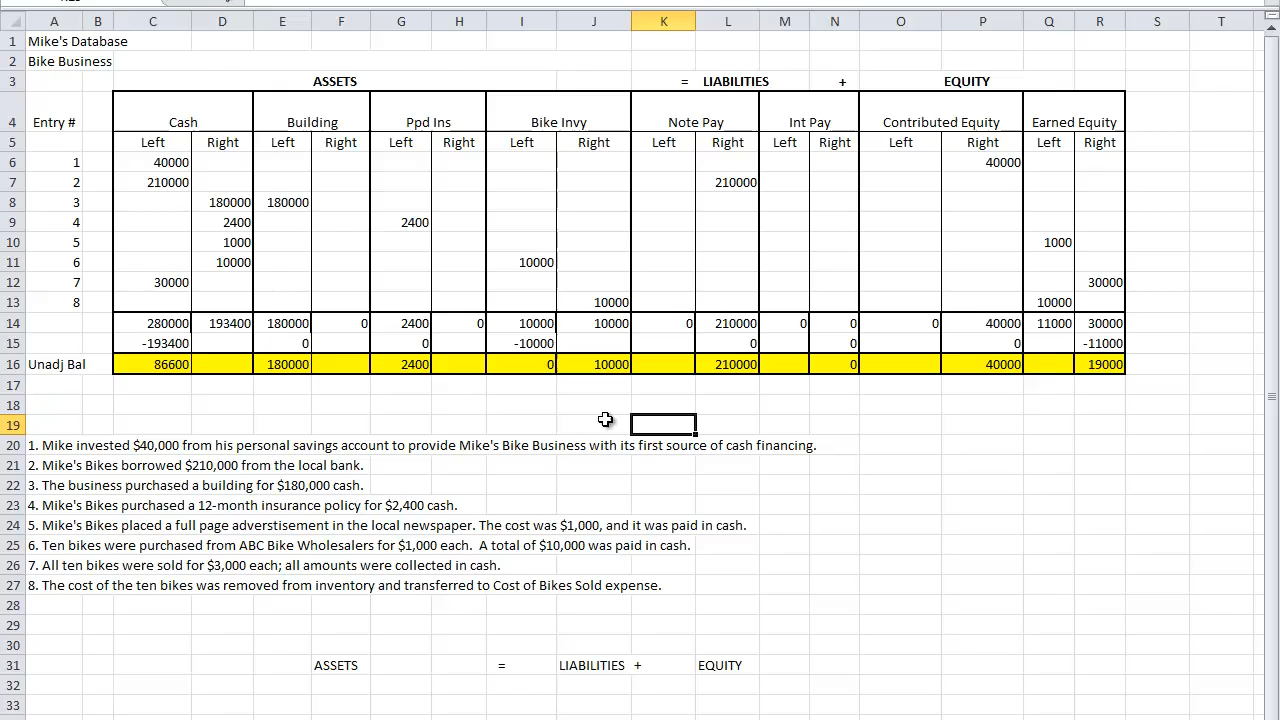 A B C D E F G H I J K L M N O P Q R S T
1 Mike's Database
2 Bike Business
3 ASSETS = LIABILITIES + EQUITY
4 Entry # Cash Building Ppd Ins Bike Invy Note Pay Int Pay Contributed Equity Earned Equity
5 Left Right Left Right Left Right Left Right Left Right Left Right Left Right Left Right
6 1 40000 40000
7 2 210000 210000
8 3 180000 180000
9 4 2400 2400
10 5 1000 1000
11 6 10000 10000
12 7 30000 30000
13 8 10000 10000
14 280000 193400 180000 0 2400 0 10000 10000 0 210000 0 0 0 40000 11000 30000
15 -193400 0 0 -10000 0 0 0 -11000
16 Unadj Bal 86600 180000 2400 0 10000 210000 0 40000 19000
17
18
19
20 1. Mike invested $40,000 from his personal savings account to provide Mike's Bike Business with its first source of cash financing.
21 2. Mike's Bikes borrowed $210,000 from the local bank.
22 3. The business purchased a building for $180,000 cash.
23 4. Mike's Bikes purchased a 12-month insurance policy for $2,400 cash.
24 5. Mike's Bikes placed a full page adverstisement in the local newspaper. The cost was $1,000, and it was paid in cash.
25 6. Ten bikes were purchased from ABC Bike Wholesalers for $1,000 each. A total of $10,000 was paid in cash.
26 7. All ten bikes were sold for $3,000 each; all amounts were collected in cash.
27 8. The cost of the ten bikes was removed from inventory and transferred to Cost of Bikes Sold expense.
28
29
30
31 ASSETS = LIABILITIES + EQUITY
32
33